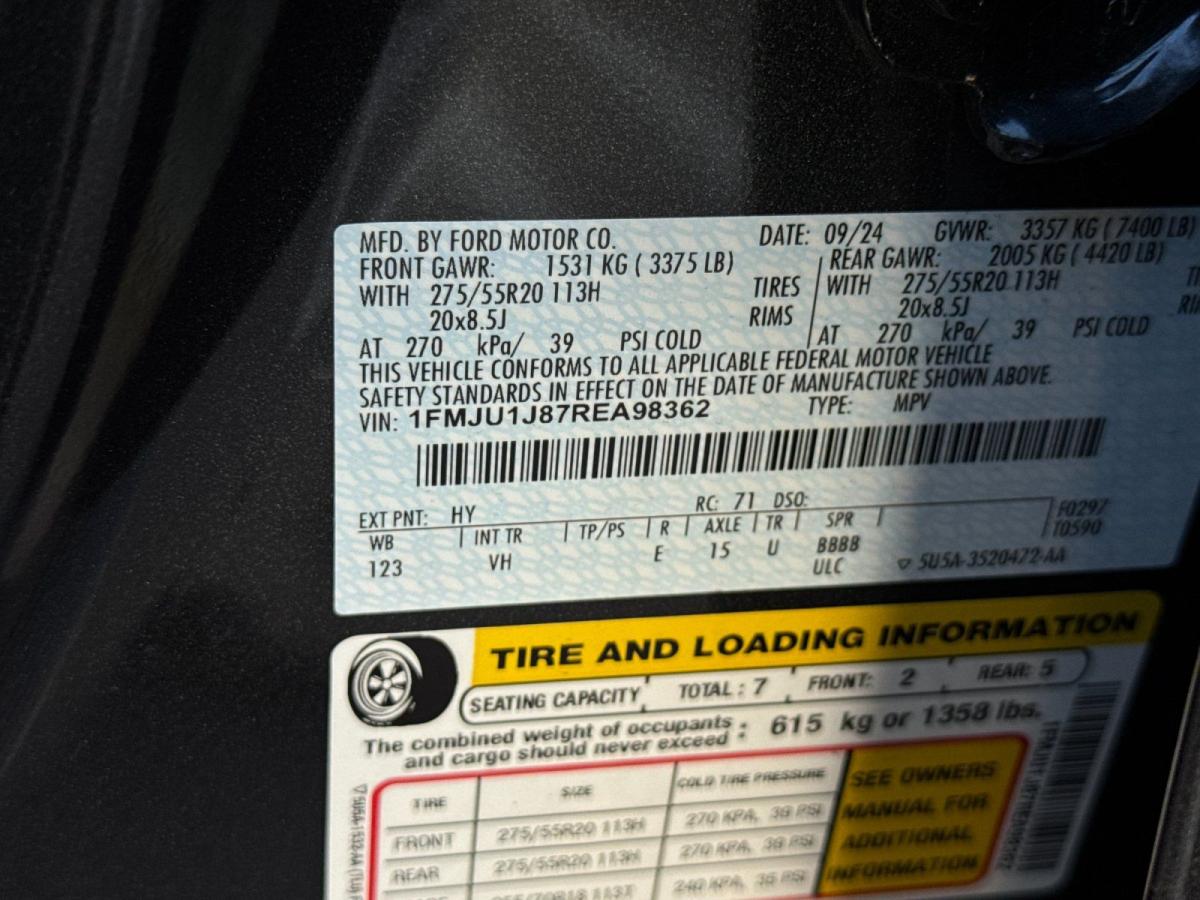 MFD. BY FORD MOTOR CO. DATE: 09/24 GVWR: 3357 KG ( 7400 LB)
FRONT GAWR: 1531 KG ( 3375 LB) REAR GAWR: 2005 KG ( 4420 LB)
WITH 275/55R20 113H TIRES WITH 275/55R20 113H
20x8.5J RIMS 20x8.5J
AT 270 kPa/ 39 PSI COLD AT 270 kPa/ 39 PSI COLD
THIS VEHICLE CONFORMS TO ALL APPLICABLE FEDERAL MOTOR VEHICLE
SAFETY STANDARDS IN EFFECT ON THE DATE OF MANUFACTURE SHOWN ABOVE.
VIN: 1FMJU1J87REA98362 TYPE: MPV
EXT PNT: HY RC: 71 DSO: F0297
WB INT TR TP/PS R AXLE TR SPR T0590
123 VH E 15 U BBBB
ULC 5U5A-3520472-AA
TIRE AND LOADING INFORMATION
SEATING CAPACITY TOTAL : 7 FRONT: 2 REAR: 5
The combined weight of occupants : 615 kg or 1358 lbs.
and cargo should never exceed
TIRE SIZE COLD TIRE PRESSURE SEE OWNERS
FRONT 275/55R20 113H 270 KPA, 39 PSI MANUAL FOR
REAR 275/55R20 113H 270 KPA, 39 PSI ADDITIONAL
INFORMATION